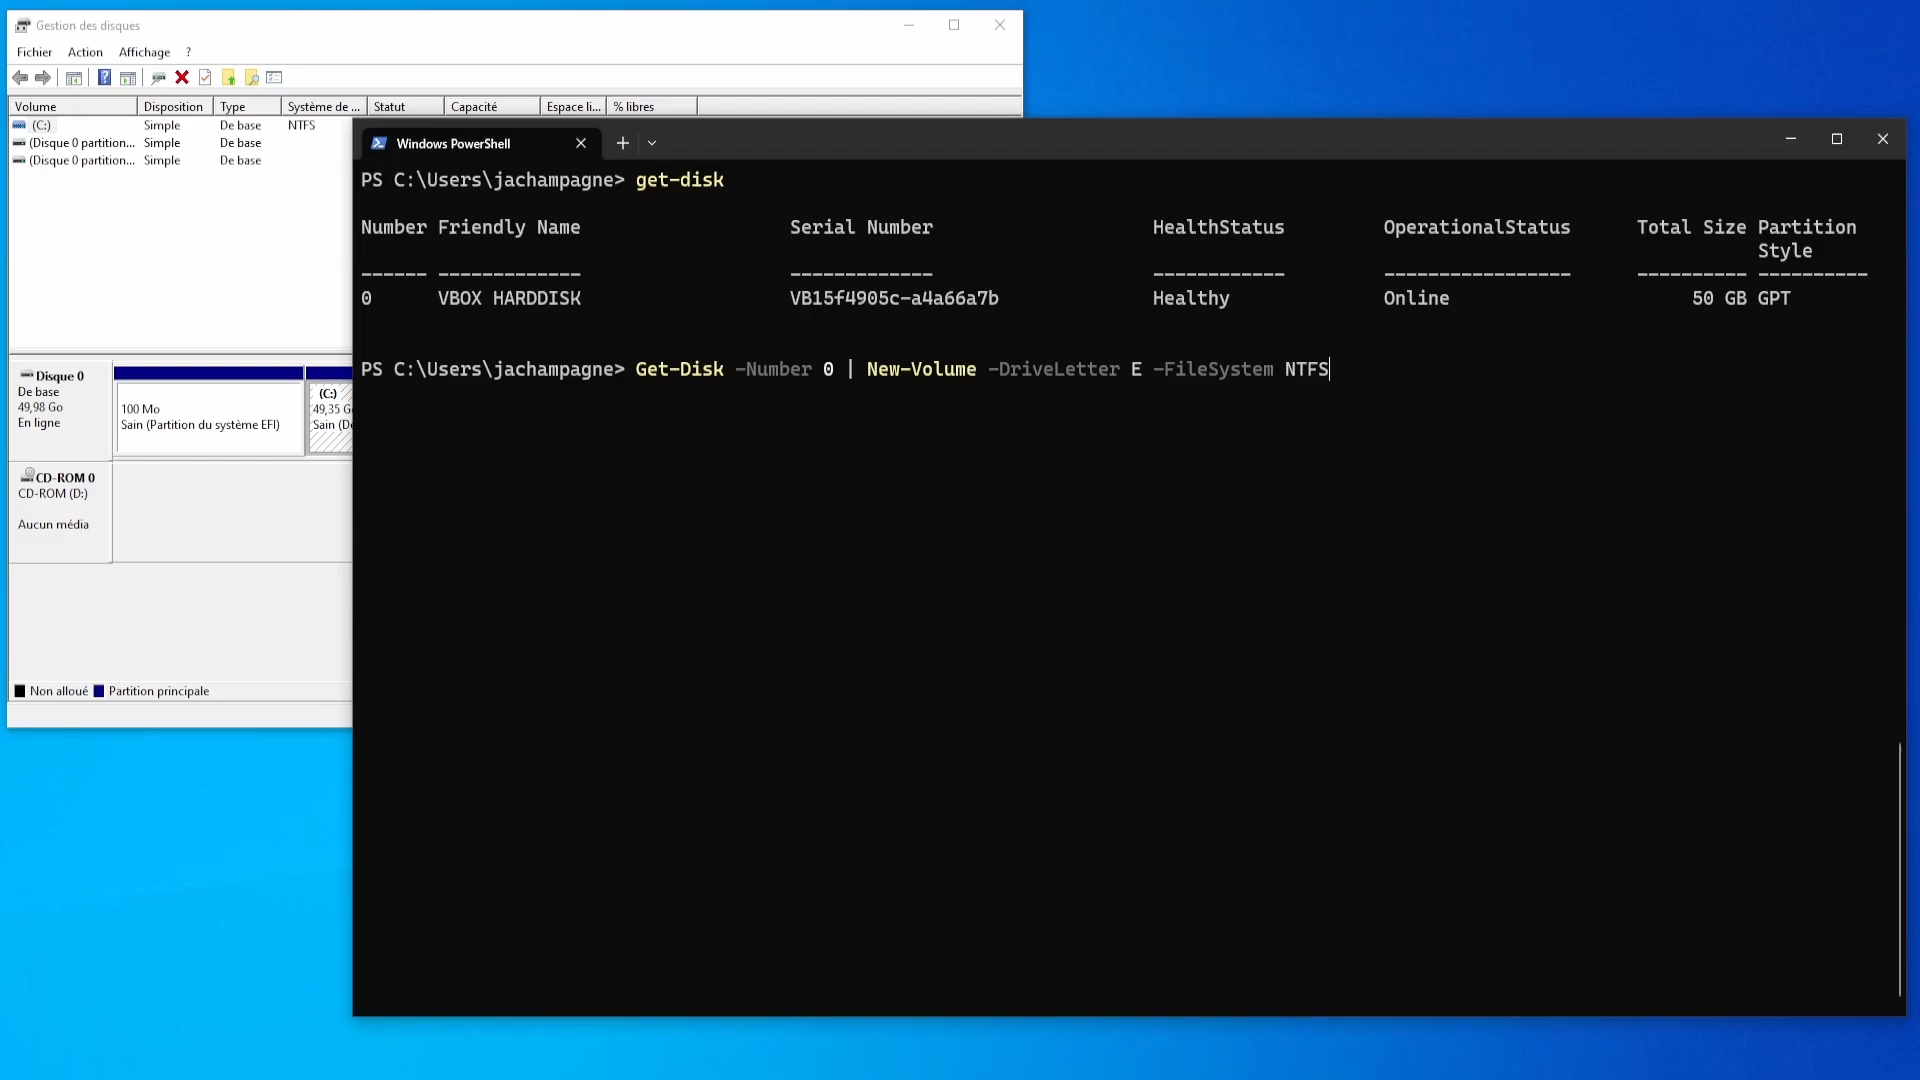 Gestion des disques
Fichier Action Affichage ?
Volume Disposition Type Système de ... Statut Capacité Espace li... % libres
(C:) Simple De base NTFS
(Disque 0 partition... Simple De base
(Disque 0 partition... Simple De base
Disque 0
De base
49,98 Go
En ligne
100 Mo
Sain (Partition du système EFI)
(C:)
49,35 G
Sain (D
CD-ROM 0
CD-ROM (D:)
Aucun média
Non alloué Partition principale
Windows PowerShell
PS C:\Users\jachampagne> get-disk
Number Friendly Name Serial Number HealthStatus OperationalStatus Total Size Partition
Style
------ ------------- ------------- ------------ ----------------- ---------- ----------
0 VBOX HARDDISK VB15f4905c-a4a66a7b Healthy Online 50 GB GPT
PS C:\Users\jachampagne> Get-Disk -Number 0 | New-Volume -DriveLetter E -FileSystem NTFS